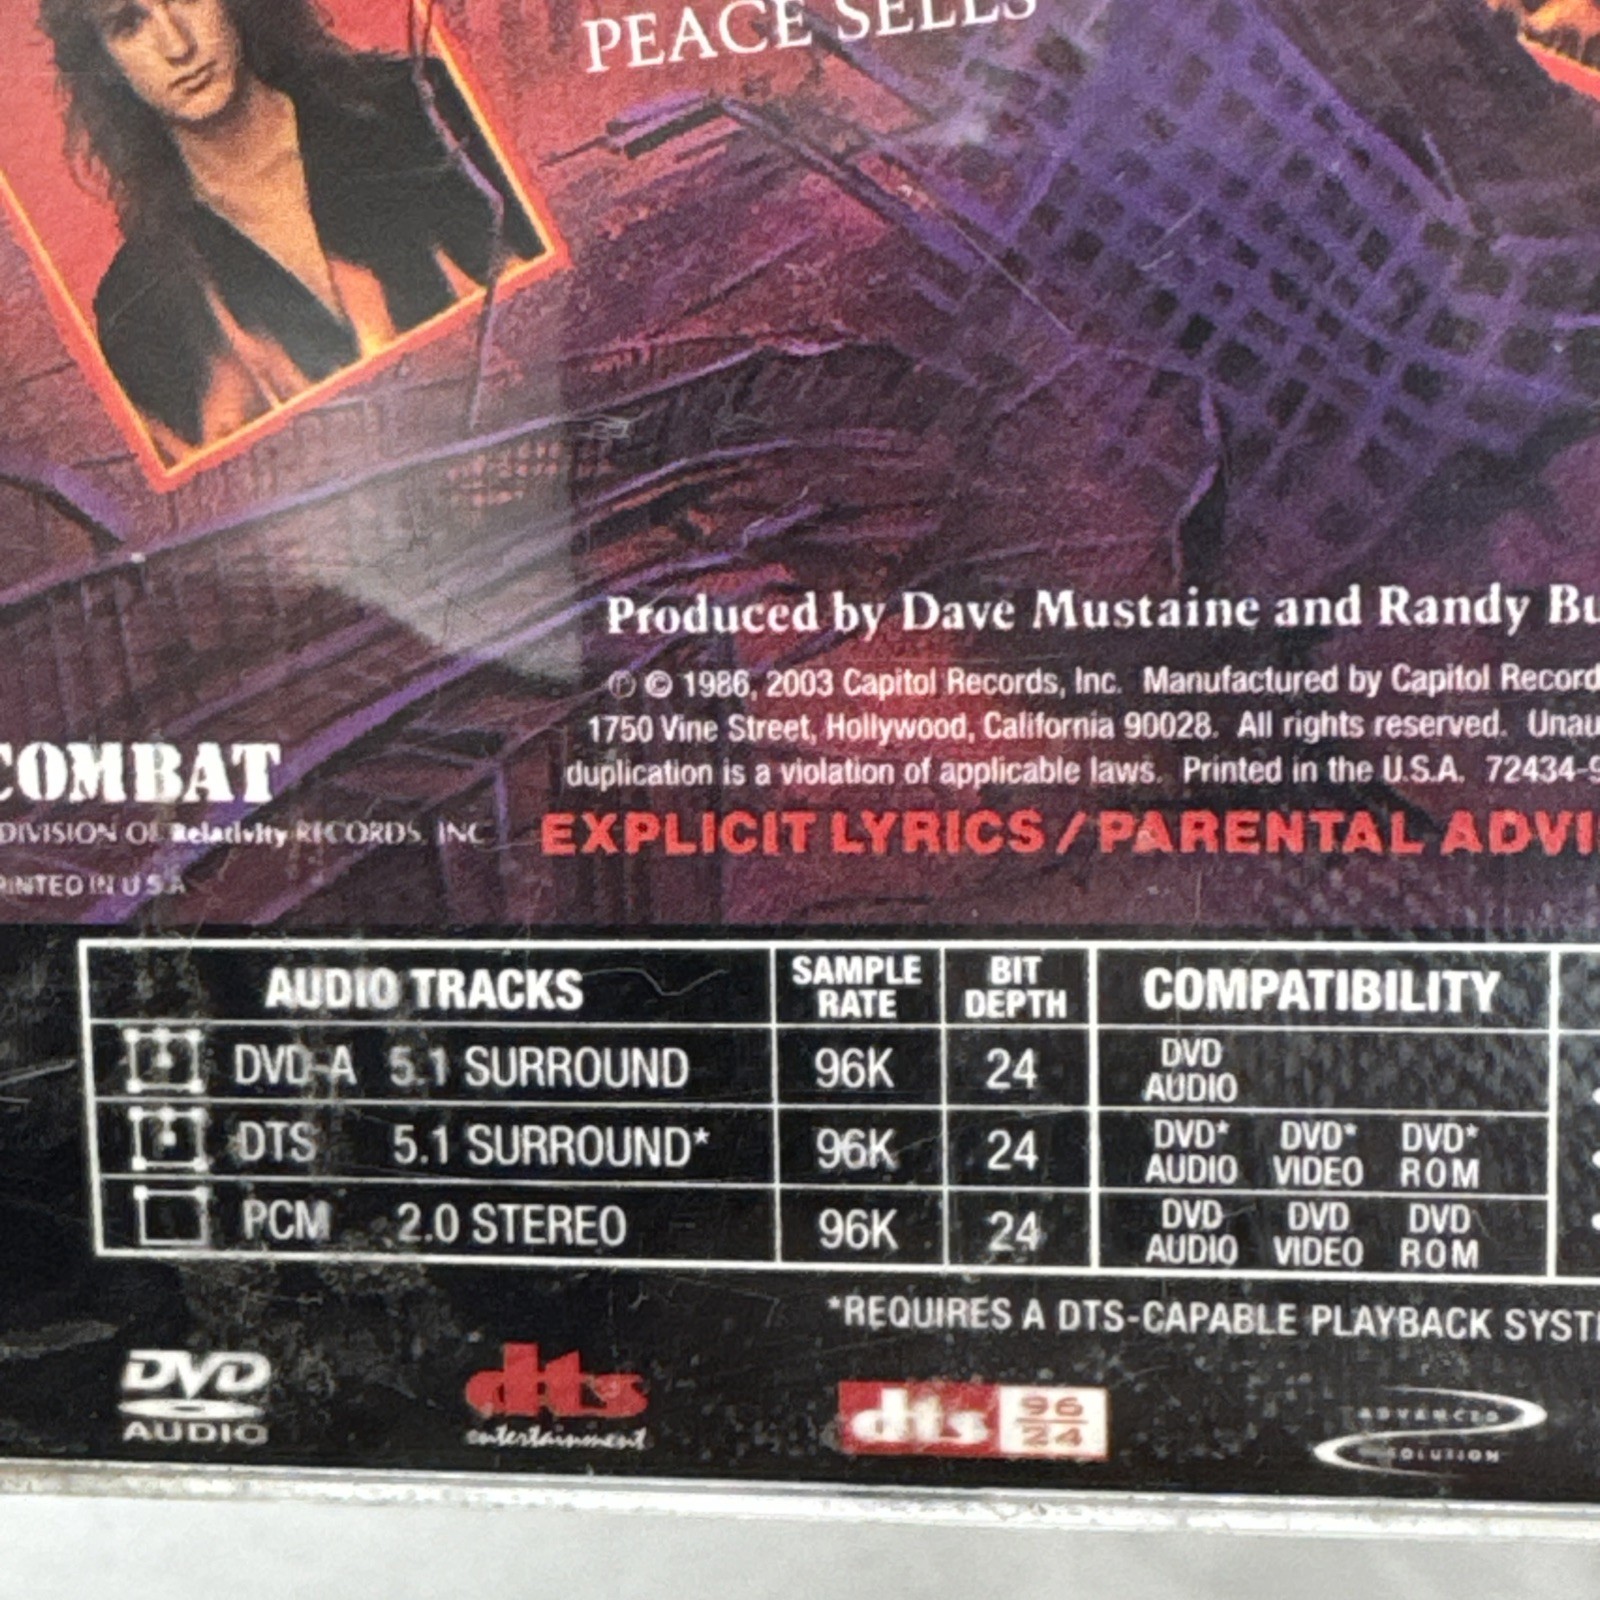 PEACE SELLS
Produced by Dave Mustaine and Randy Bu
℗ © 1986, 2003 Capitol Records, Inc. Manufactured by Capitol Record
1750 Vine Street, Hollywood, California 90028. All rights reserved. Unau
duplication is a violation of applicable laws. Printed in the U.S.A. 72434-9
COMBAT
DIVISION OF Relativity RECORDS, INC
PRINTED IN U S A
EXPLICIT LYRICS / PARENTAL ADVI
AUDIO TRACKS SAMPLE RATE BIT DEPTH COMPATIBILITY
DVD-A 5.1 SURROUND 96K 24 DVD AUDIO
DTS 5.1 SURROUND* 96K 24 DVD* AUDIO DVD* VIDEO DVD* ROM
PCM 2.0 STEREO 96K 24 DVD AUDIO DVD VIDEO DVD ROM
*REQUIRES A DTS-CAPABLE PLAYBACK SYST
DVD AUDIO
dts entertainment
dts 96 24
ADVANCED RESOLUTION